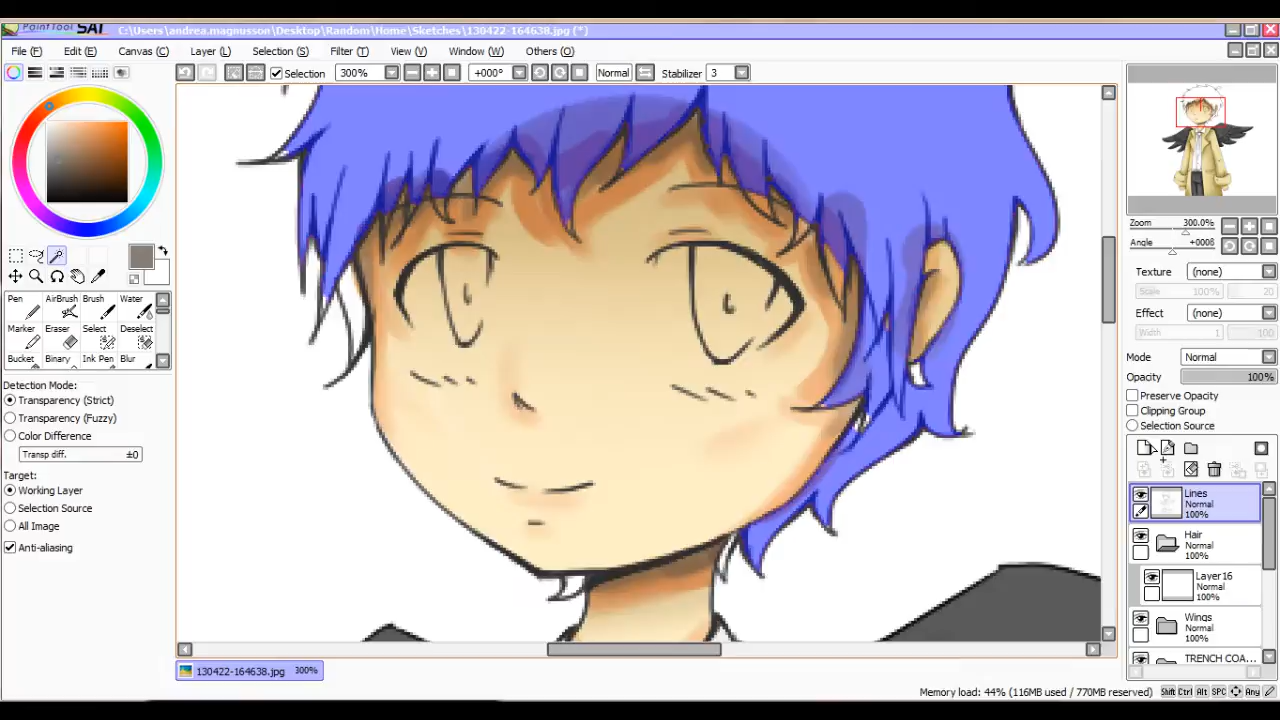 PaintTool SAI C:\Users\andrea.magnusson\Desktop\Random\Home\Sketches\130422-164638.jpg (*)
File (F) Edit (E) Canvas (C) Layer (L) Selection (S) Filter (T) View (V) Window (W) Others (O)
Selection 300% +000° Normal Stabilizer 3
Zoom 300.0%
Angle +000ß
Texture (none)
Scale 100% 20
Effect (none)
Width 1 100
Mode Normal
Opacity 100%
Preserve Opacity
Clipping Group
Selection Source
Pen AirBrush Brush Water
Marker Eraser Select Deselect
Bucket Binary Ink Pen Blur
Detection Mode:
Transparency (Strict)
Transparency (Fuzzy)
Color Difference
Transp diff. ±0
Target:
Working Layer
Selection Source
All Image
Anti-aliasing
Lines
Normal
100%
Hair
Normal
100%
Layer16
Normal
100%
Wings
Normal
100%
TRENCH COA...
130422-164638.jpg 300%
Memory load: 44% (116MB used / 770MB reserved) Shift Ctrl Alt SPC Any